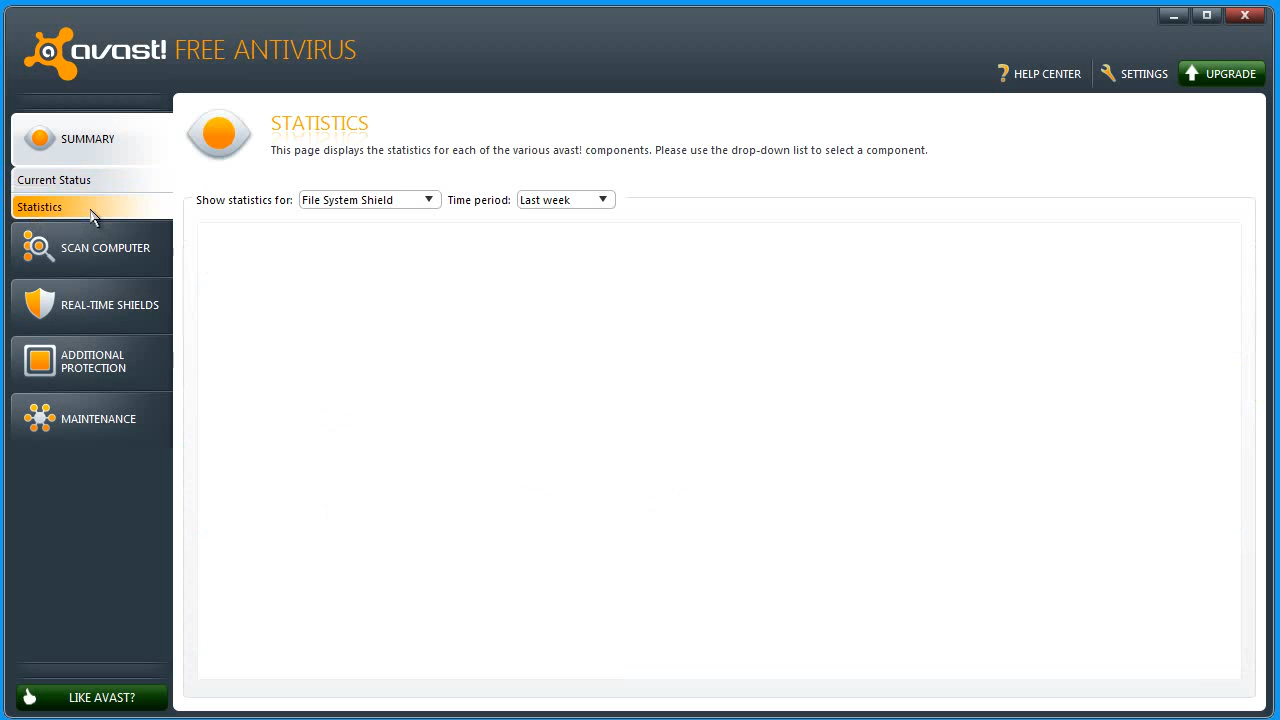 avast! FREE ANTIVIRUS
HELP CENTER
SETTINGS
UPGRADE
SUMMARY
Current Status
Statistics
SCAN COMPUTER
REAL-TIME SHIELDS
ADDITIONAL
PROTECTION
MAINTENANCE
LIKE AVAST?
STATISTICS
This page displays the statistics for each of the various avast! components. Please use the drop-down list to select a component.
Show statistics for: File System Shield Time period: Last week